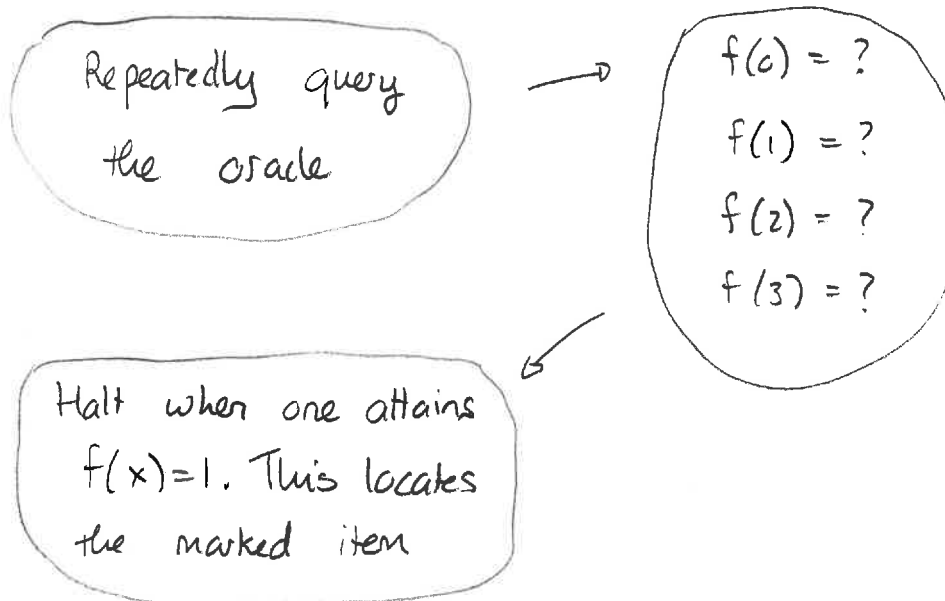 Repeatedly query
the oracle
f(0) = ?
f(1) = ?
f(2) = ?
f(3) = ?
Halt when one attains
f(x)=1. This locates
the marked item